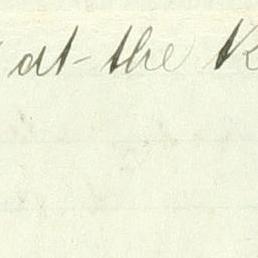 at the